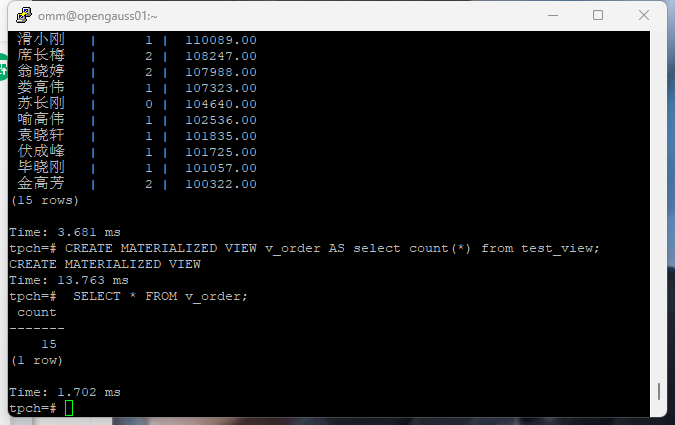 omm@opengauss01:~
滑小刚 | 1 | 110089.00
席长梅 | 2 | 108247.00
翁晓婷 | 2 | 107988.00
娄高伟 | 1 | 107323.00
苏长刚 | 0 | 104640.00
喻高伟 | 1 | 102536.00
袁晓轩 | 1 | 101835.00
伏成峰 | 1 | 101725.00
毕晓刚 | 1 | 101057.00
金高芳 | 2 | 100322.00
(15 rows)
Time: 3.681 ms
tpch=# CREATE MATERIALIZED VIEW v_order AS select count(*) from test_view;
CREATE MATERIALIZED VIEW
Time: 13.763 ms
tpch=#  SELECT * FROM v_order;
count
-------
15
(1 row)
Time: 1.702 ms
tpch=#